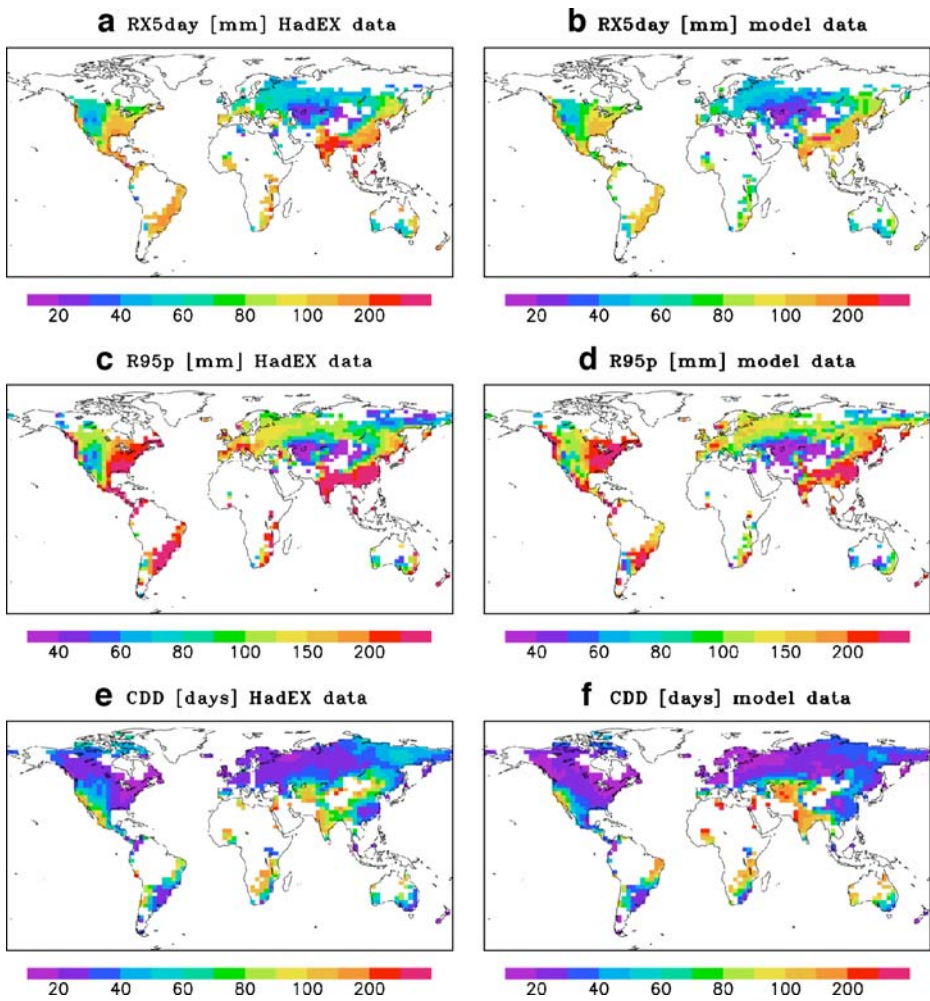 a RX5day [mm] HadEX data
b RX5day [mm] model data
20 40 60 80 100 200
20 40 60 80 100 200
c R95p [mm] HadEX data
d R95p [mm] model data
40 60 80 100 150 200
40 60 80 100 150 200
e CDD [days] HadEX data
f CDD [days] model data
20 40 60 80 100 200
20 40 60 80 100 200